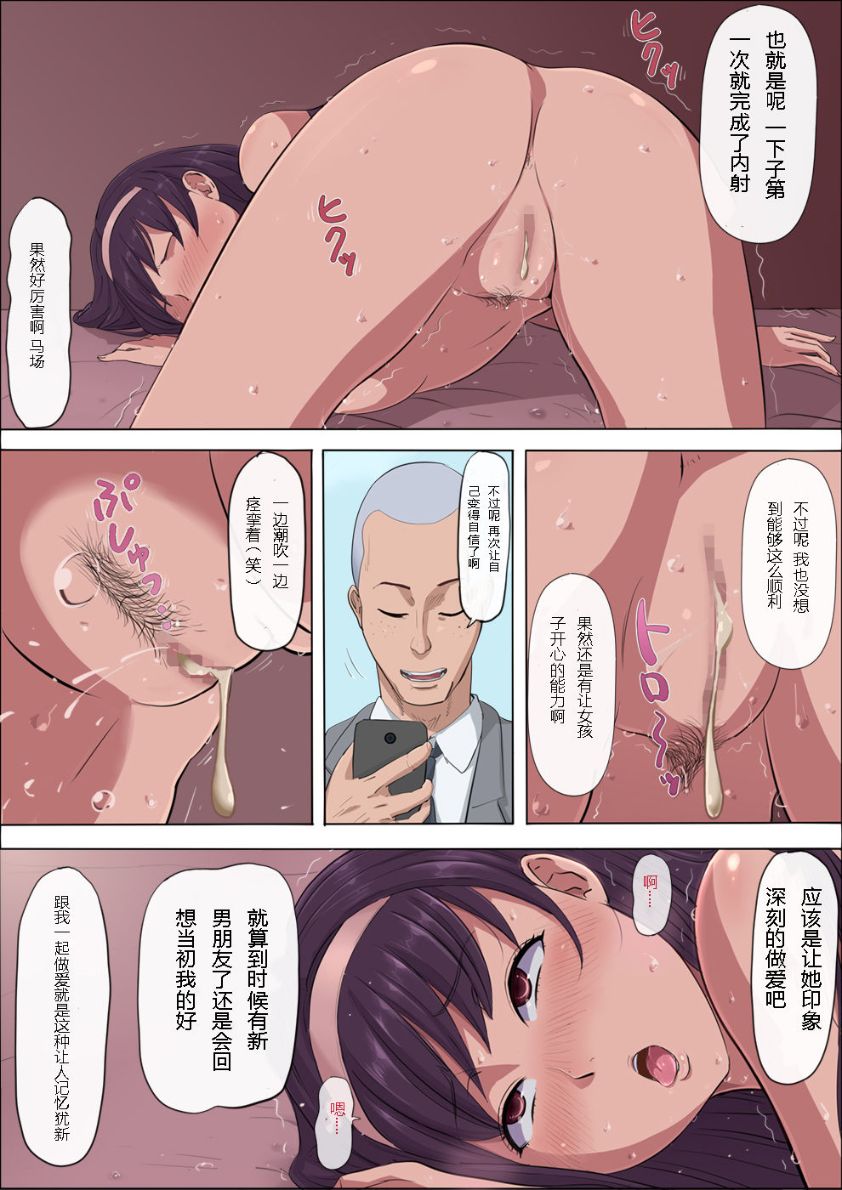 也就是呢 一下子第
一次就完成了内射
ヒクッ
ヒクッ
果然好厉害啊 马场
不过呢 我也没想
到能够这么顺利
果然还是有让女孩
子开心的能力啊
トロ～ッ
不过呢 再次让自
己变得自信了啊
一边潮吹一边
痉挛着（笑）
ぷしゅっ…
应该是让她印象
深刻的做爱吧
啊……
就算到时候有新
男朋友了还是会回
想当初我的好
嗯……
跟我一起做爱就是这种让人记忆犹新